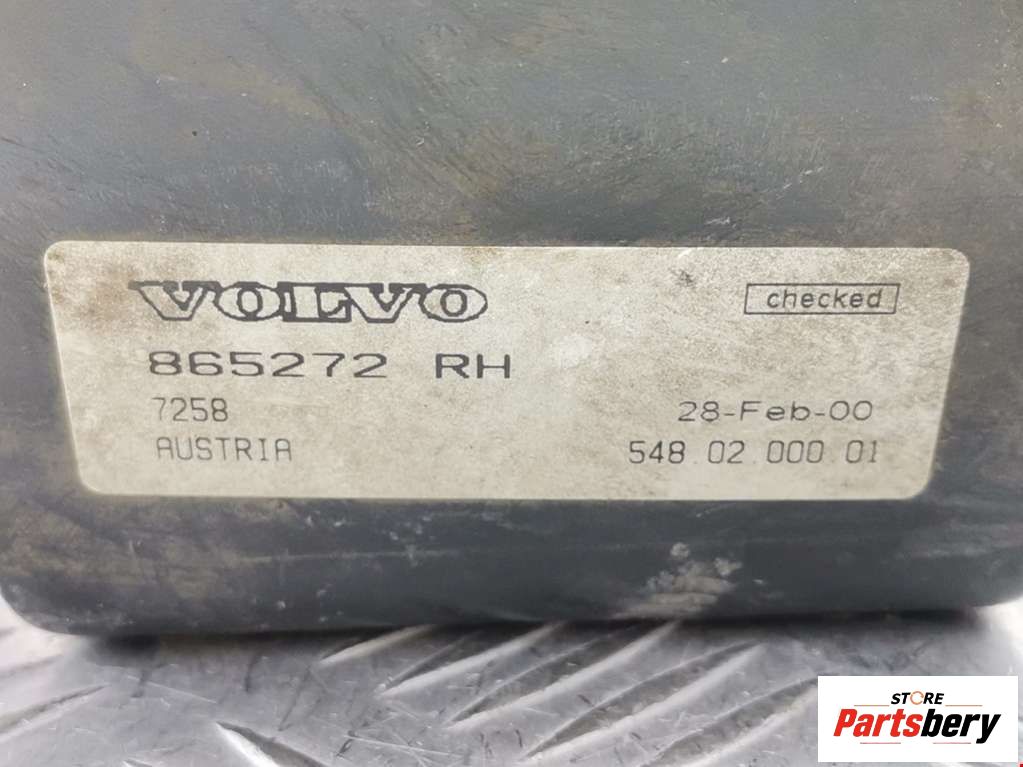 VOLVO
checked
865272 RH
7258
28-Feb-00
AUSTRIA
548.02.000.01
STORE
Partsbery